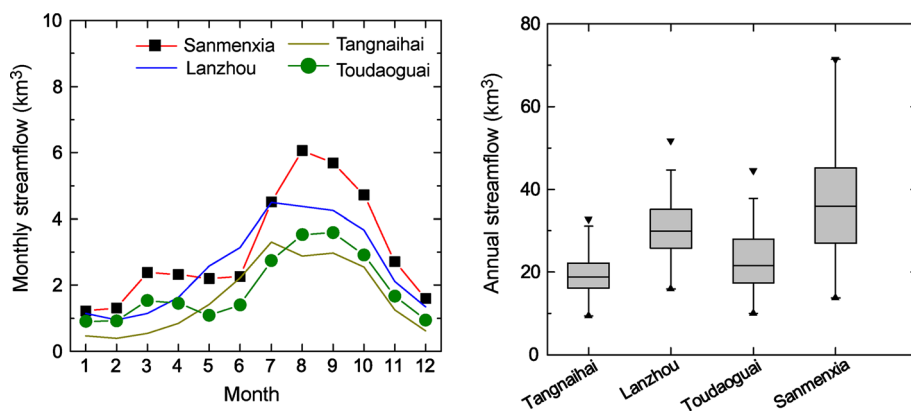 Monthly streamflow (km³)
10
8
6
4
2
0
Sanmenxia
Tangnaihai
Lanzhou
Toudaoguai
1 2 3 4 5 6 7 8 9 10 11 12
Month
Annual streamflow (km³)
80
60
40
20
0
Tangnaihai
Lanzhou
Toudaoguai
Sanmenxia